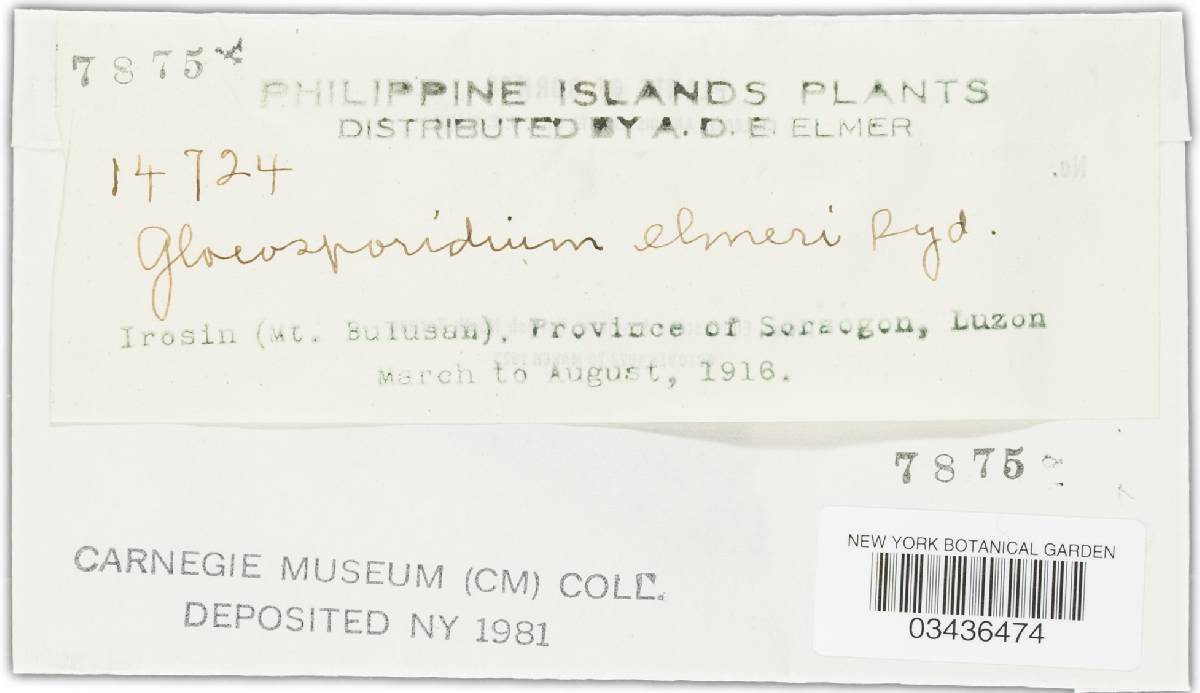 7875
PHILIPPINE ISLANDS PLANTS
DISTRIBUTED BY A. D. E. ELMER
No.
14724
Gloeosporidium elmeri Syd.
Irosin (Mt. Bulusan), Province of Sorsogon, Luzon
March to August, 1916.
7875
CARNEGIE MUSEUM (CM) COLL.
DEPOSITED NY 1981
NEW YORK BOTANICAL GARDEN
03436474